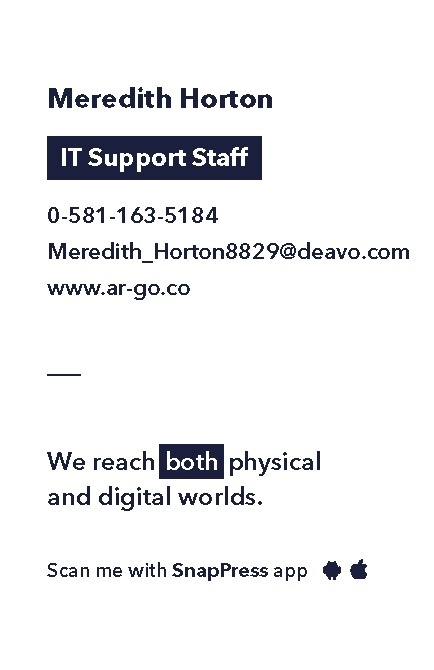 Meredith Horton
IT Support Staff
0-581-163-5184
Meredith_Horton8829@deavo.com
www.ar-go.co
We reach both physical
and digital worlds.
Scan me with SnapPress app